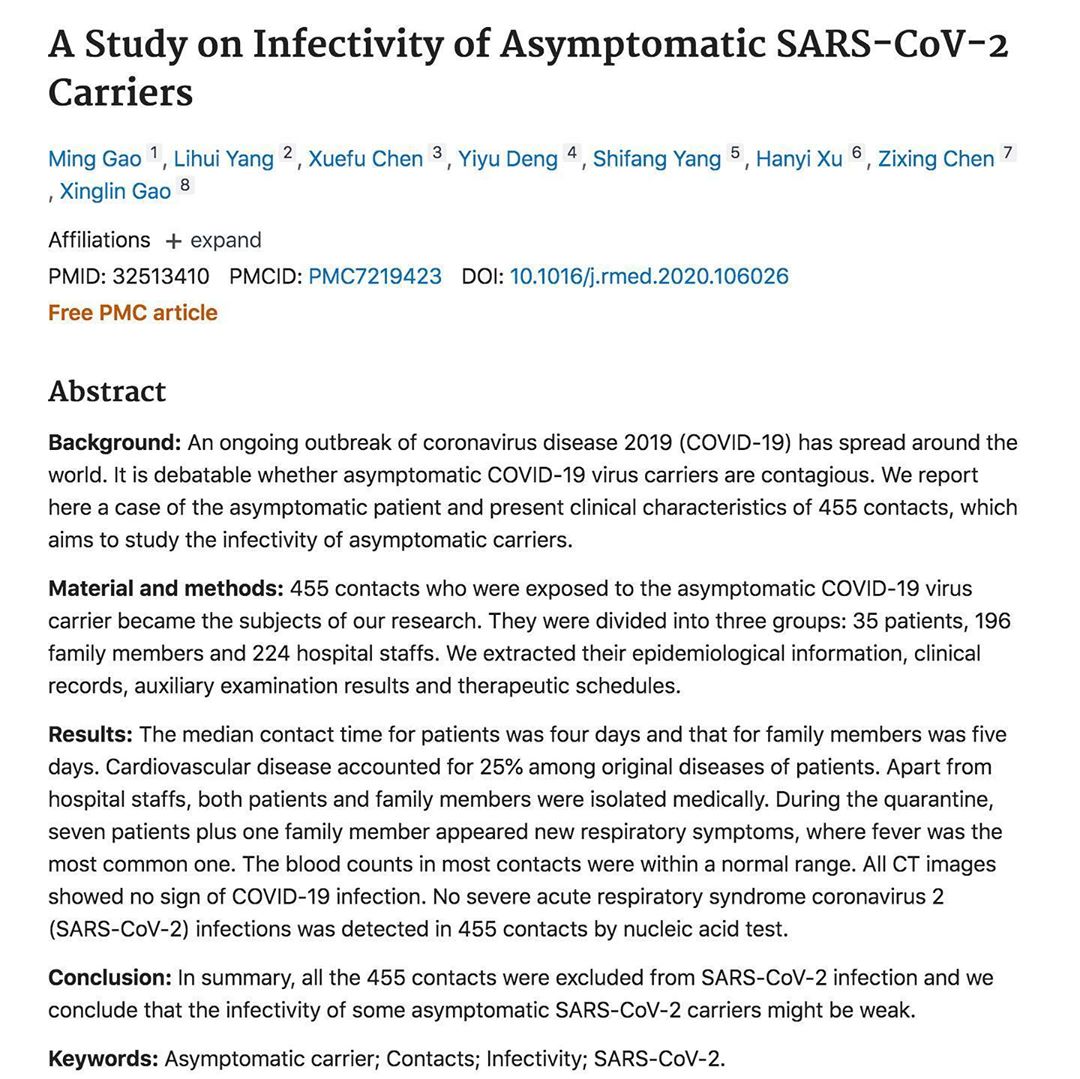 A Study on Infectivity of Asymptomatic SARS-CoV-2
Carriers
Ming Gao 1, Lihui Yang 2, Xuefu Chen 3, Yiyu Deng 4, Shifang Yang 5, Hanyi Xu 6, Zixing Chen 7
, Xinglin Gao 8
Affiliations + expand
PMID: 32513410 PMCID: PMC7219423 DOI: 10.1016/j.rmed.2020.106026
Free PMC article
Abstract
Background: An ongoing outbreak of coronavirus disease 2019 (COVID-19) has spread around the
world. It is debatable whether asymptomatic COVID-19 virus carriers are contagious. We report
here a case of the asymptomatic patient and present clinical characteristics of 455 contacts, which
aims to study the infectivity of asymptomatic carriers.
Material and methods: 455 contacts who were exposed to the asymptomatic COVID-19 virus
carrier became the subjects of our research. They were divided into three groups: 35 patients, 196
family members and 224 hospital staffs. We extracted their epidemiological information, clinical
records, auxiliary examination results and therapeutic schedules.
Results: The median contact time for patients was four days and that for family members was five
days. Cardiovascular disease accounted for 25% among original diseases of patients. Apart from
hospital staffs, both patients and family members were isolated medically. During the quarantine,
seven patients plus one family member appeared new respiratory symptoms, where fever was the
most common one. The blood counts in most contacts were within a normal range. All CT images
showed no sign of COVID-19 infection. No severe acute respiratory syndrome coronavirus 2
(SARS-CoV-2) infections was detected in 455 contacts by nucleic acid test.
Conclusion: In summary, all the 455 contacts were excluded from SARS-CoV-2 infection and we
conclude that the infectivity of some asymptomatic SARS-CoV-2 carriers might be weak.
Keywords: Asymptomatic carrier; Contacts; Infectivity; SARS-CoV-2.